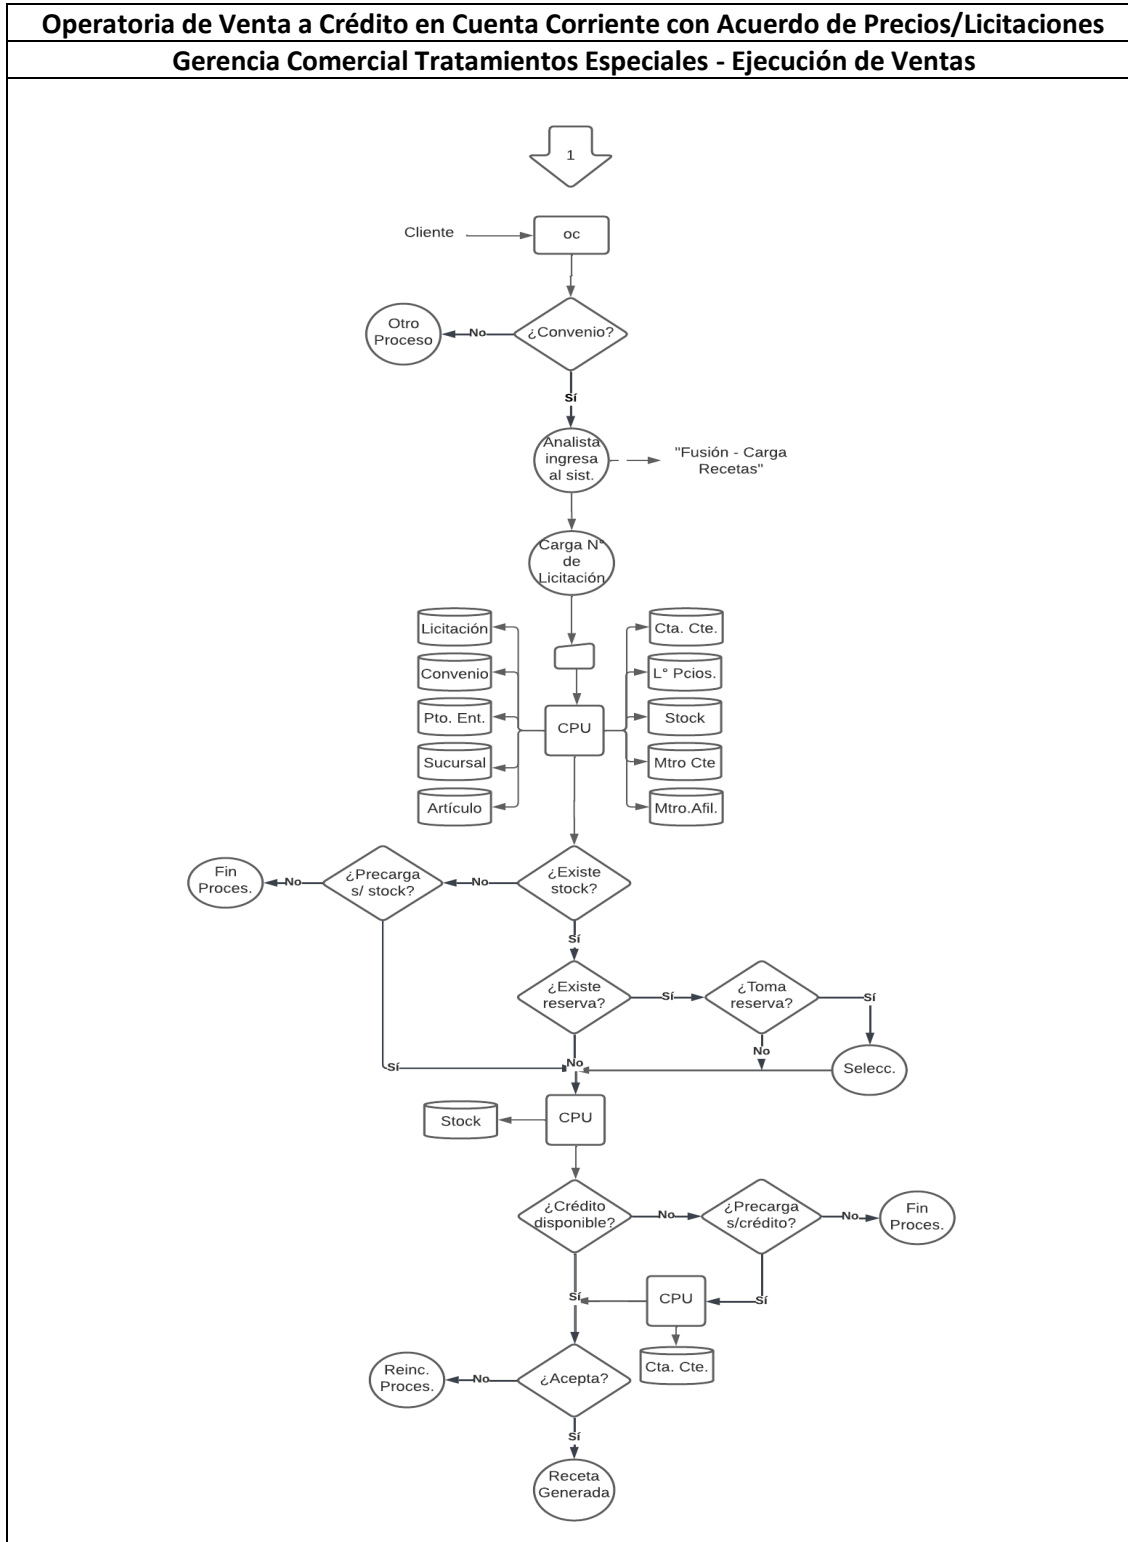 Operatoria de Venta a Crédito en Cuenta Corriente con Acuerdo de Precios/Licitaciones
Gerencia Comercial Tratamientos Especiales - Ejecución de Ventas
1
Cliente
oc
Otro
Proceso
No
¿Convenio?
Sí
Analista
ingresa
al sist.
"Fusión - Carga
Recetas"
Carga N°
de
Licitación
Licitación
Cta. Cte.
Convenio
L° Pcios.
Pto. Ent.
CPU
Stock
Sucursal
Mtro Cte
Artículo
Mtro.Afil.
Fin
Proces.
No
¿Precarga
s/ stock?
No
¿Existe
stock?
Sí
¿Existe
reserva?
Sí
¿Toma
reserva?
Sí
No
No
Sí
Selecc.
Stock
CPU
¿Crédito
disponible?
No
¿Precarga
s/crédito?
No
Fin
Proces.
Sí
CPU
Sí
Cta. Cte.
Reinc.
Proces.
No
¿Acepta?
Sí
Receta
Generada